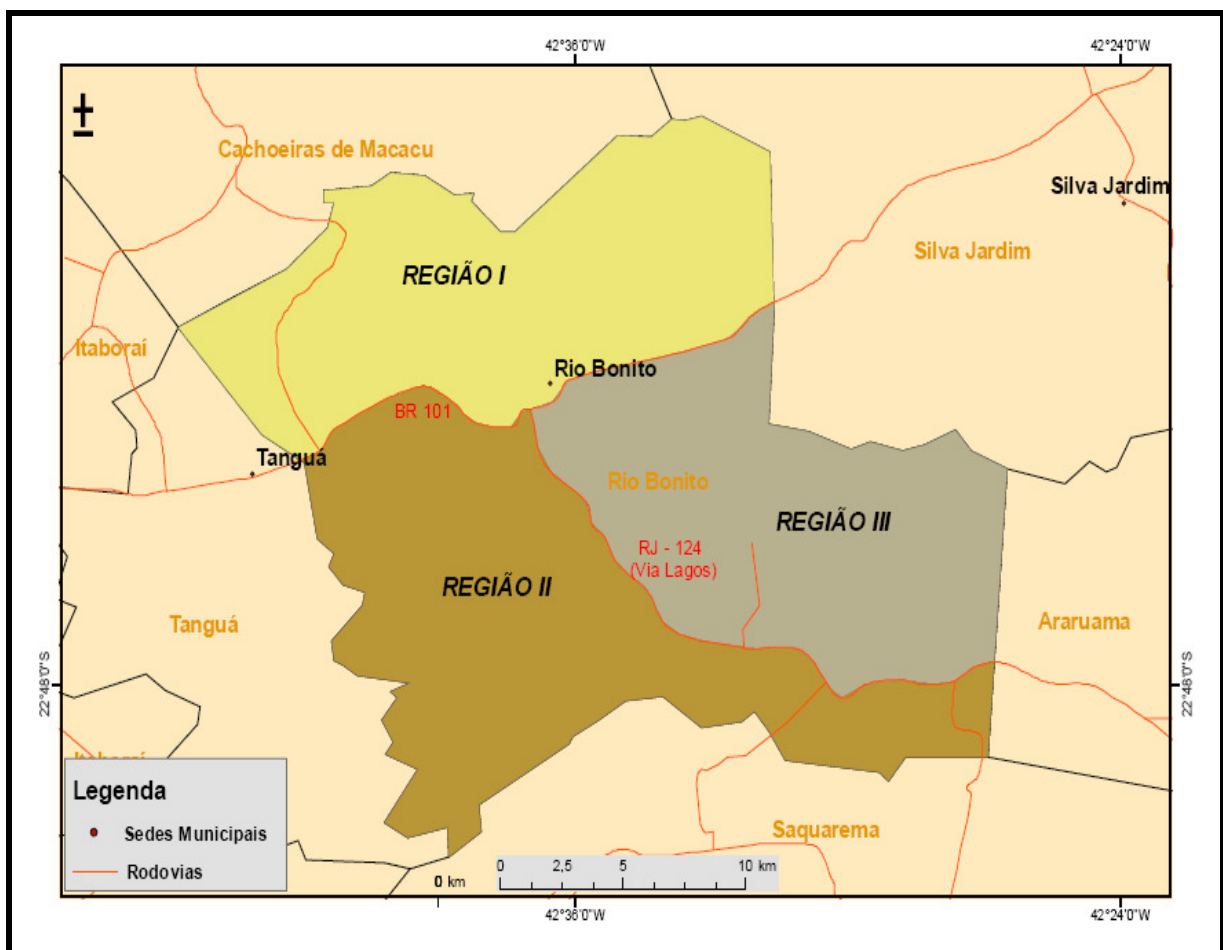 42°36'0"W
42°24'0"W
Cachoeiras de Macacu
Silva Jardim
Silva Jardim
REGIÃO I
Itaboraí
Rio Bonito
BR 101
Tanguá
Rio Bonito
REGIÃO III
RJ - 124
(Via Lagos)
REGIÃO II
Tanguá
Araruama
22°48'0"S
22°48'0"S
Itaboraí
Legenda
Sedes Municipais
Rodovias
Saquarema
0 2,5 5 10 km
0 km
42°36'0"W
42°24'0"W